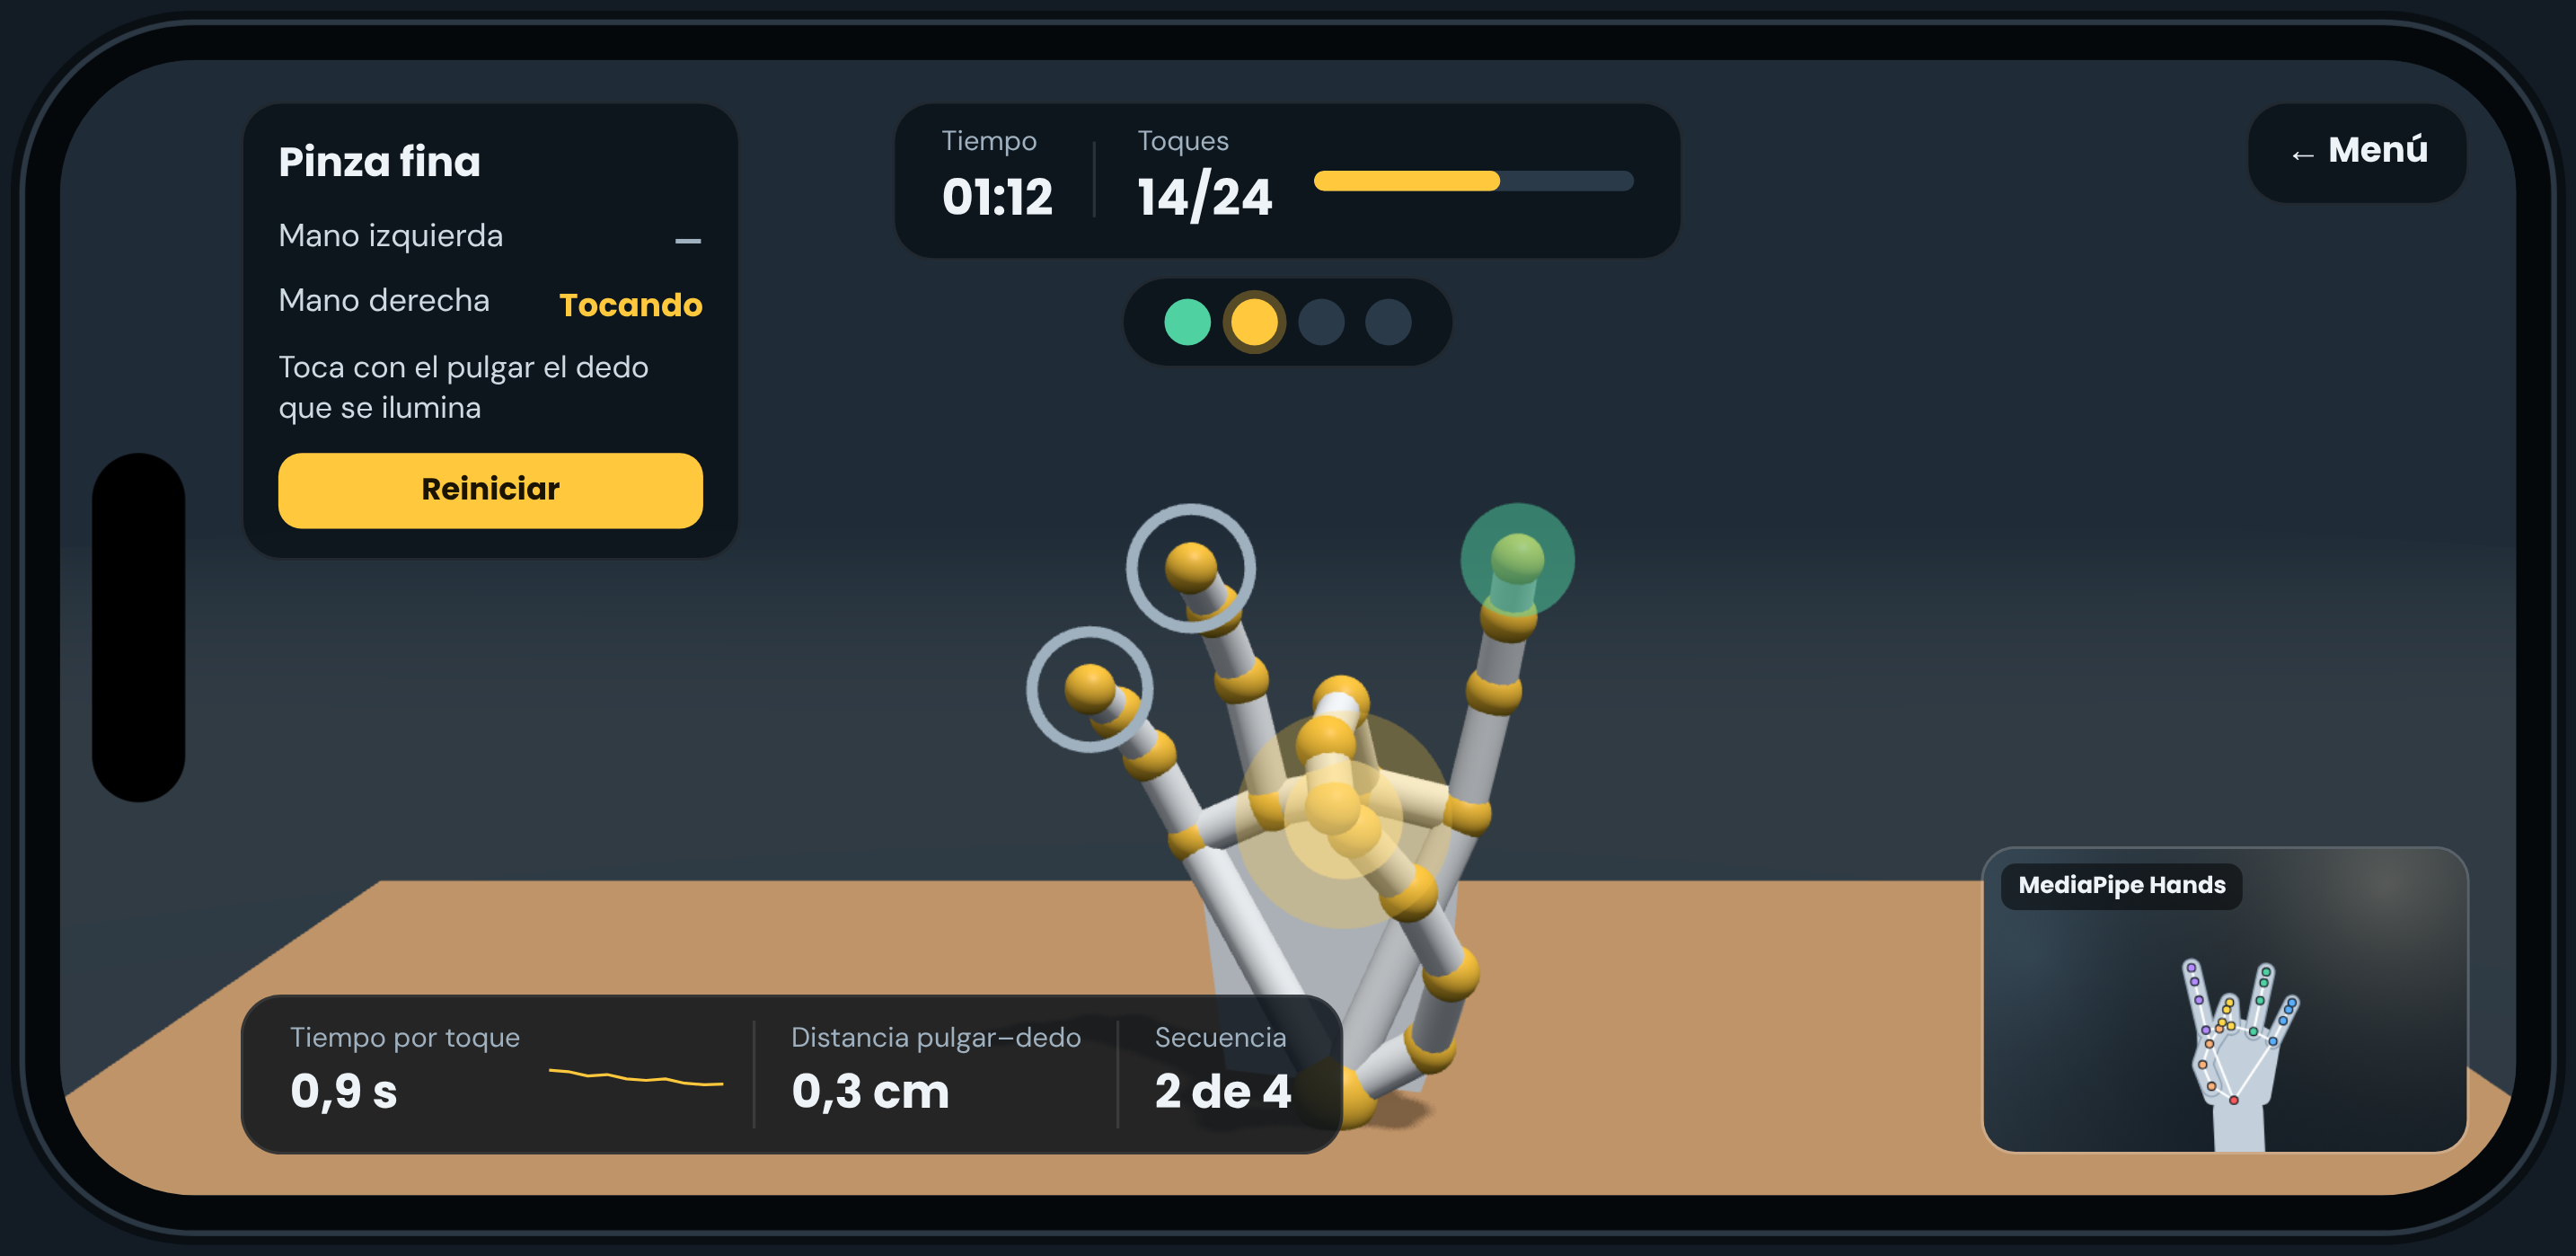 Pinza fina
Mano izquierda –
Mano derecha Tocando
Toca con el pulgar el dedo
que se ilumina
Reiniciar
Tiempo
01:12
Toques
14/24
← Menú
Tiempo por toque
0,9 s
Distancia pulgar–dedo
0,3 cm
Secuencia
2 de 4
MediaPipe Hands